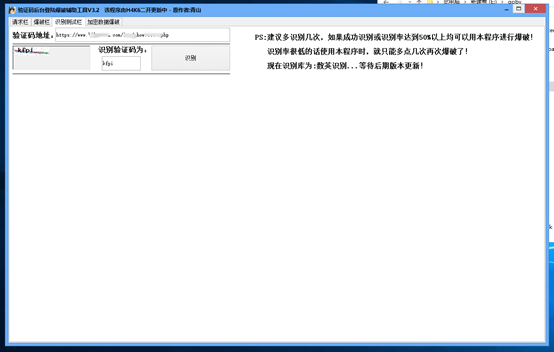 验证码后台登陆爆破辅助工具V3.2 该程序由M4K6二开更新中 - 原作者:青山
请求栏 爆破栏 识别测试栏 加密数据爆破
验证码地址: https://www. .com/ php
kfpi
识别验证码为:
kfpi
识别
PS:建议多识别几次，如果成功识别或识别率达到50%以上均可以用本程序进行爆破!
识别率很低的话使用本程序时，就只能多点几次再次爆破了!
现在识别库为:数英识别...等待后期版本更新!